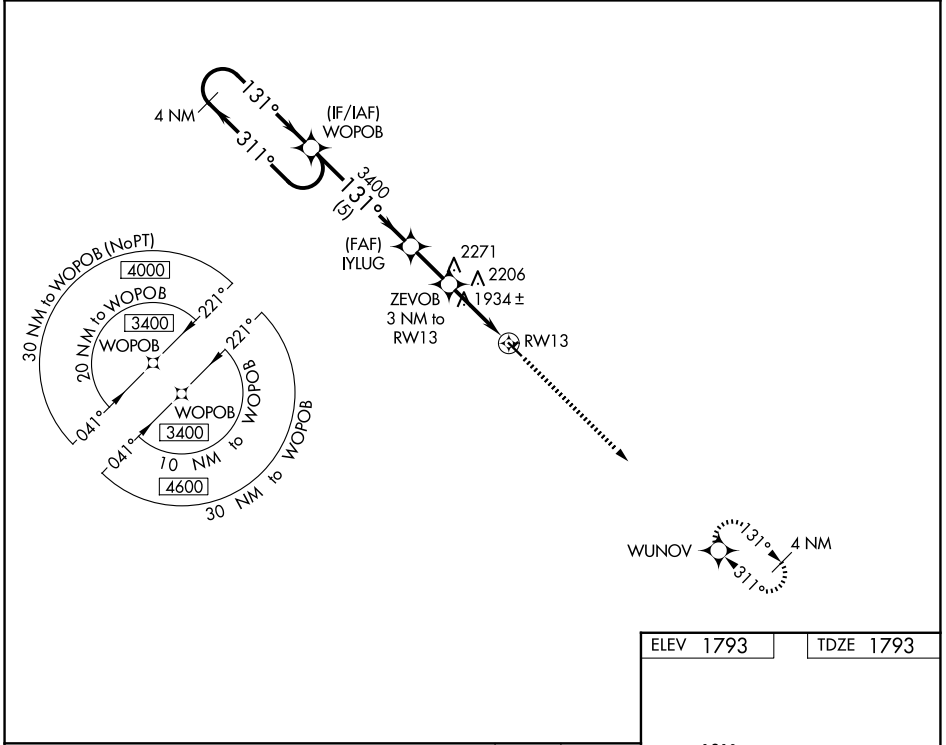 131°
4 NM
311°
(IF/IAF)
WOPOB
3400
131°
(5)
(FAF)
IYLUG
2271
2206
1934 ±
ZEVOB
3 NM to
RW13
RW13
30 NM to WOPOB (NoPT)
4000
20 NM to WOPOB
3400
WOPOB
221°
041°
221°
WOPOB
3400
041°
10 NM to WOPOB
4600
30 NM to WOPOB
WUNOV
131°
4 NM
311°
ELEV 1793
TDZE 1793